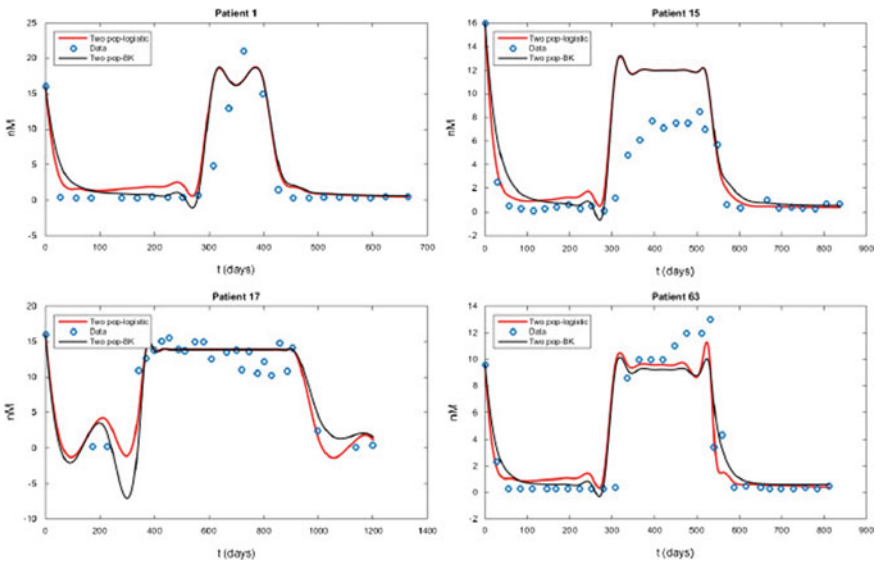 Patient 1
Two pop-logistic
Data
Two pop-BK
25
20
15
10
5
0
-5
nM
0 100 200 300 400 500 600 700
t (days)
Patient 15
Two pop-logistic
Data
Two pop-BK
16
14
12
10
8
6
4
2
0
-2
nM
0 100 200 300 400 500 600 700 800 900
t (days)
Patient 17
Two pop-logistic
Data
Two pop-BK
20
15
10
5
0
-5
-10
nM
0 200 400 600 800 1000 1200 1400
t (days)
Patient 63
Two pop-logistic
Data
Two pop-BK
14
12
10
8
6
4
2
0
-2
nM
0 100 200 300 400 500 600 700 800 900
t (days)